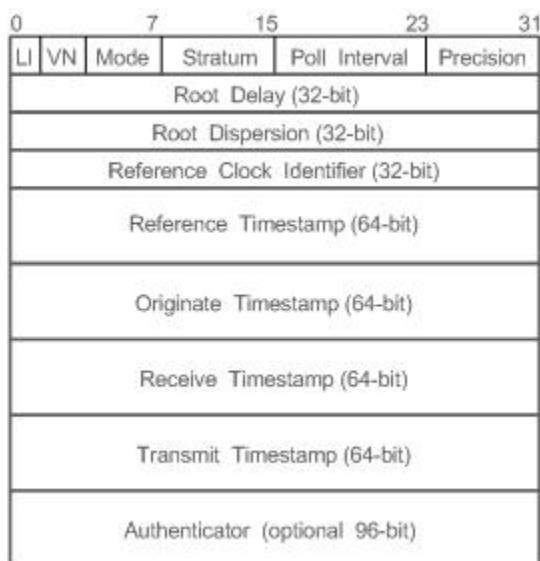 0 7 15 23 31
LI VN Mode Stratum Poll Interval Precision
Root Delay (32-bit)
Root Dispersion (32-bit)
Reference Clock Identifier (32-bit)
Reference Timestamp (64-bit)
Originate Timestamp (64-bit)
Receive Timestamp (64-bit)
Transmit Timestamp (64-bit)
Authenticator (optional 96-bit)